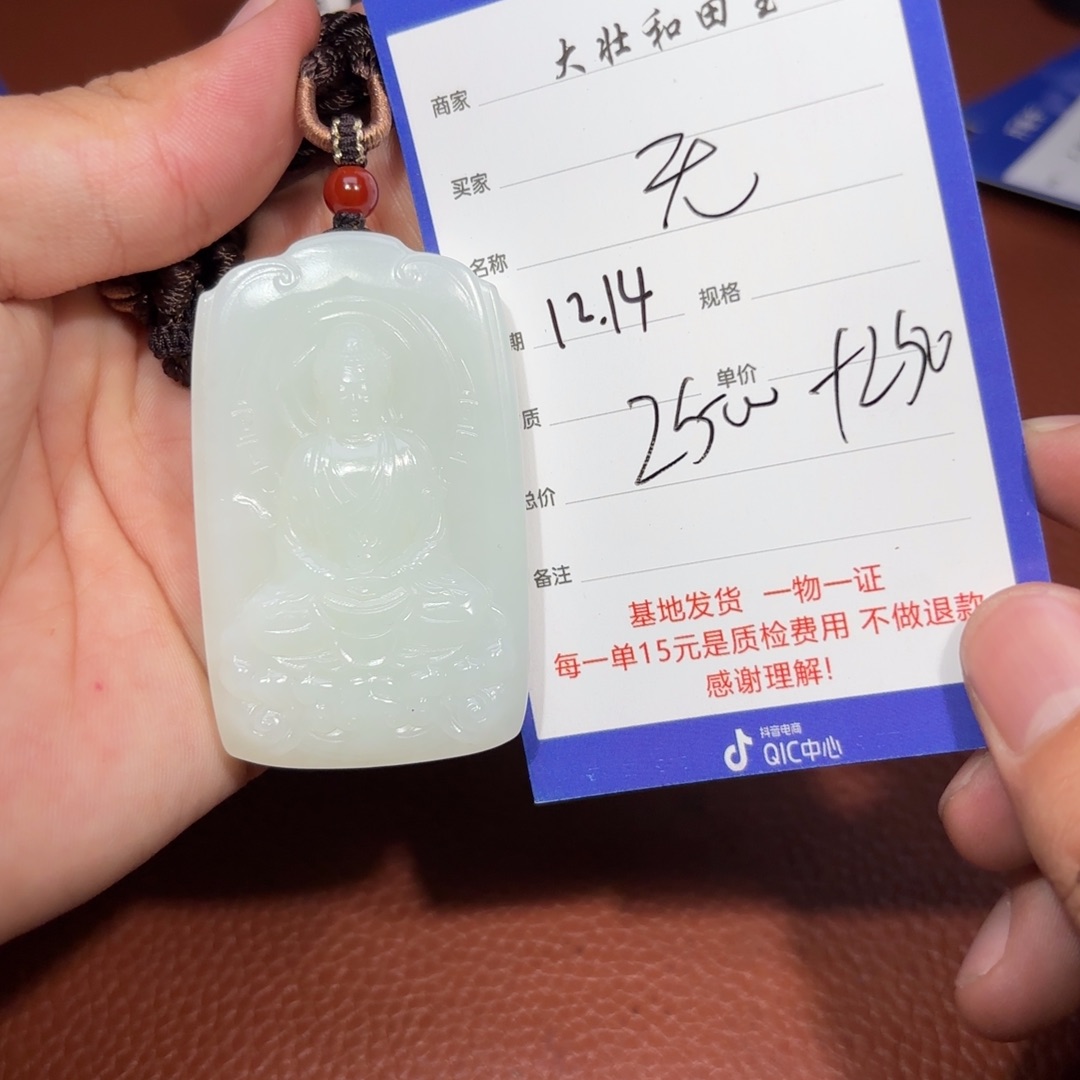 商家 大壮和田玉
买家 天
名称
期 12.14 规格
质 2500 单价 +250
总价
备注
基地发货 一物一证
每一单15元是质检费用 不做退款
感谢理解!
抖音电商
QIC中心